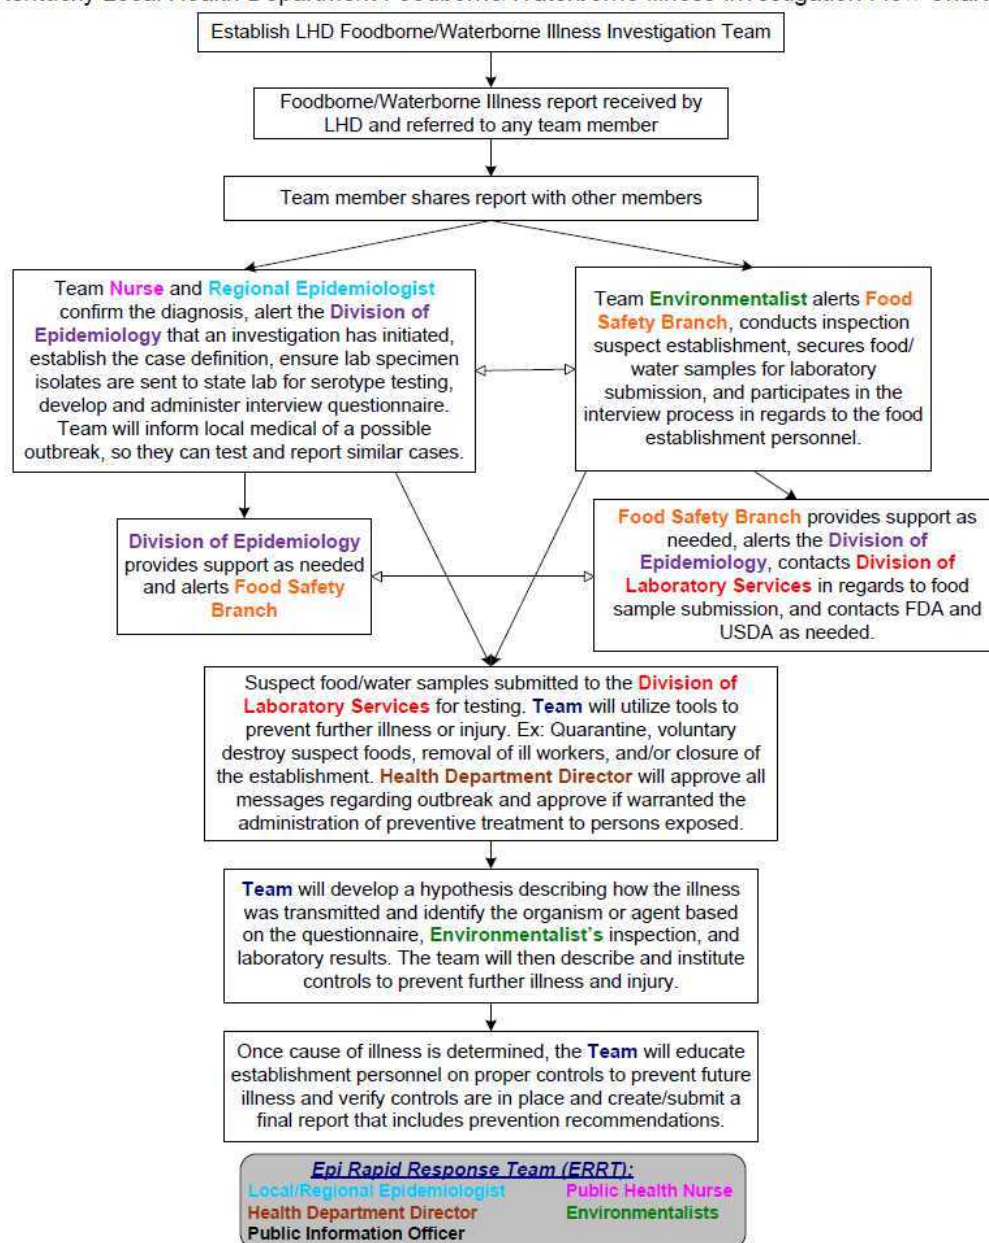 Kentucky Local Health Department Foodborne/Waterborne Illness Investigation Flow Chart
Establish LHD Foodborne/Waterborne Illness Investigation Team
Foodborne/Waterborne Illness report received by
LHD and referred to any team member
Team member shares report with other members
Team Nurse and Regional Epidemiologist
confirm the diagnosis, alert the Division of
Epidemiology that an investigation has initiated,
establish the case definition, ensure lab specimen
isolates are sent to state lab for serotype testing,
develop and administer interview questionnaire.
Team will inform local medical of a possible
outbreak, so they can test and report similar cases.
Team Environmentalist alerts Food
Safety Branch, conducts inspection
suspect establishment, secures food/
water samples for laboratory
submission, and participates in the
interview process in regards to the food
establishment personnel.
Division of Epidemiology
provides support as needed
and alerts Food Safety
Branch
Food Safety Branch provides support as
needed, alerts the Division of
Epidemiology, contacts Division of
Laboratory Services in regards to food
sample submission, and contacts FDA and
USDA as needed.
Suspect food/water samples submitted to the Division of
Laboratory Services for testing. Team will utilize tools to
prevent further illness or injury. Ex: Quarantine, voluntary
destroy suspect foods, removal of ill workers, and/or closure of
the establishment. Health Department Director will approve all
messages regarding outbreak and approve if warranted the
administration of preventive treatment to persons exposed.
Team will develop a hypothesis describing how the illness
was transmitted and identify the organism or agent based
on the questionnaire, Environmentalist's inspection, and
laboratory results. The team will then describe and institute
controls to prevent further illness and injury.
Once cause of illness is determined, the Team will educate
establishment personnel on proper controls to prevent future
illness and verify controls are in place and create/submit a
final report that includes prevention recommendations.
Epi Rapid Response Team (ERRT):
Local/Regional Epidemiologist Public Health Nurse
Health Department Director Environmentalists
Public Information Officer